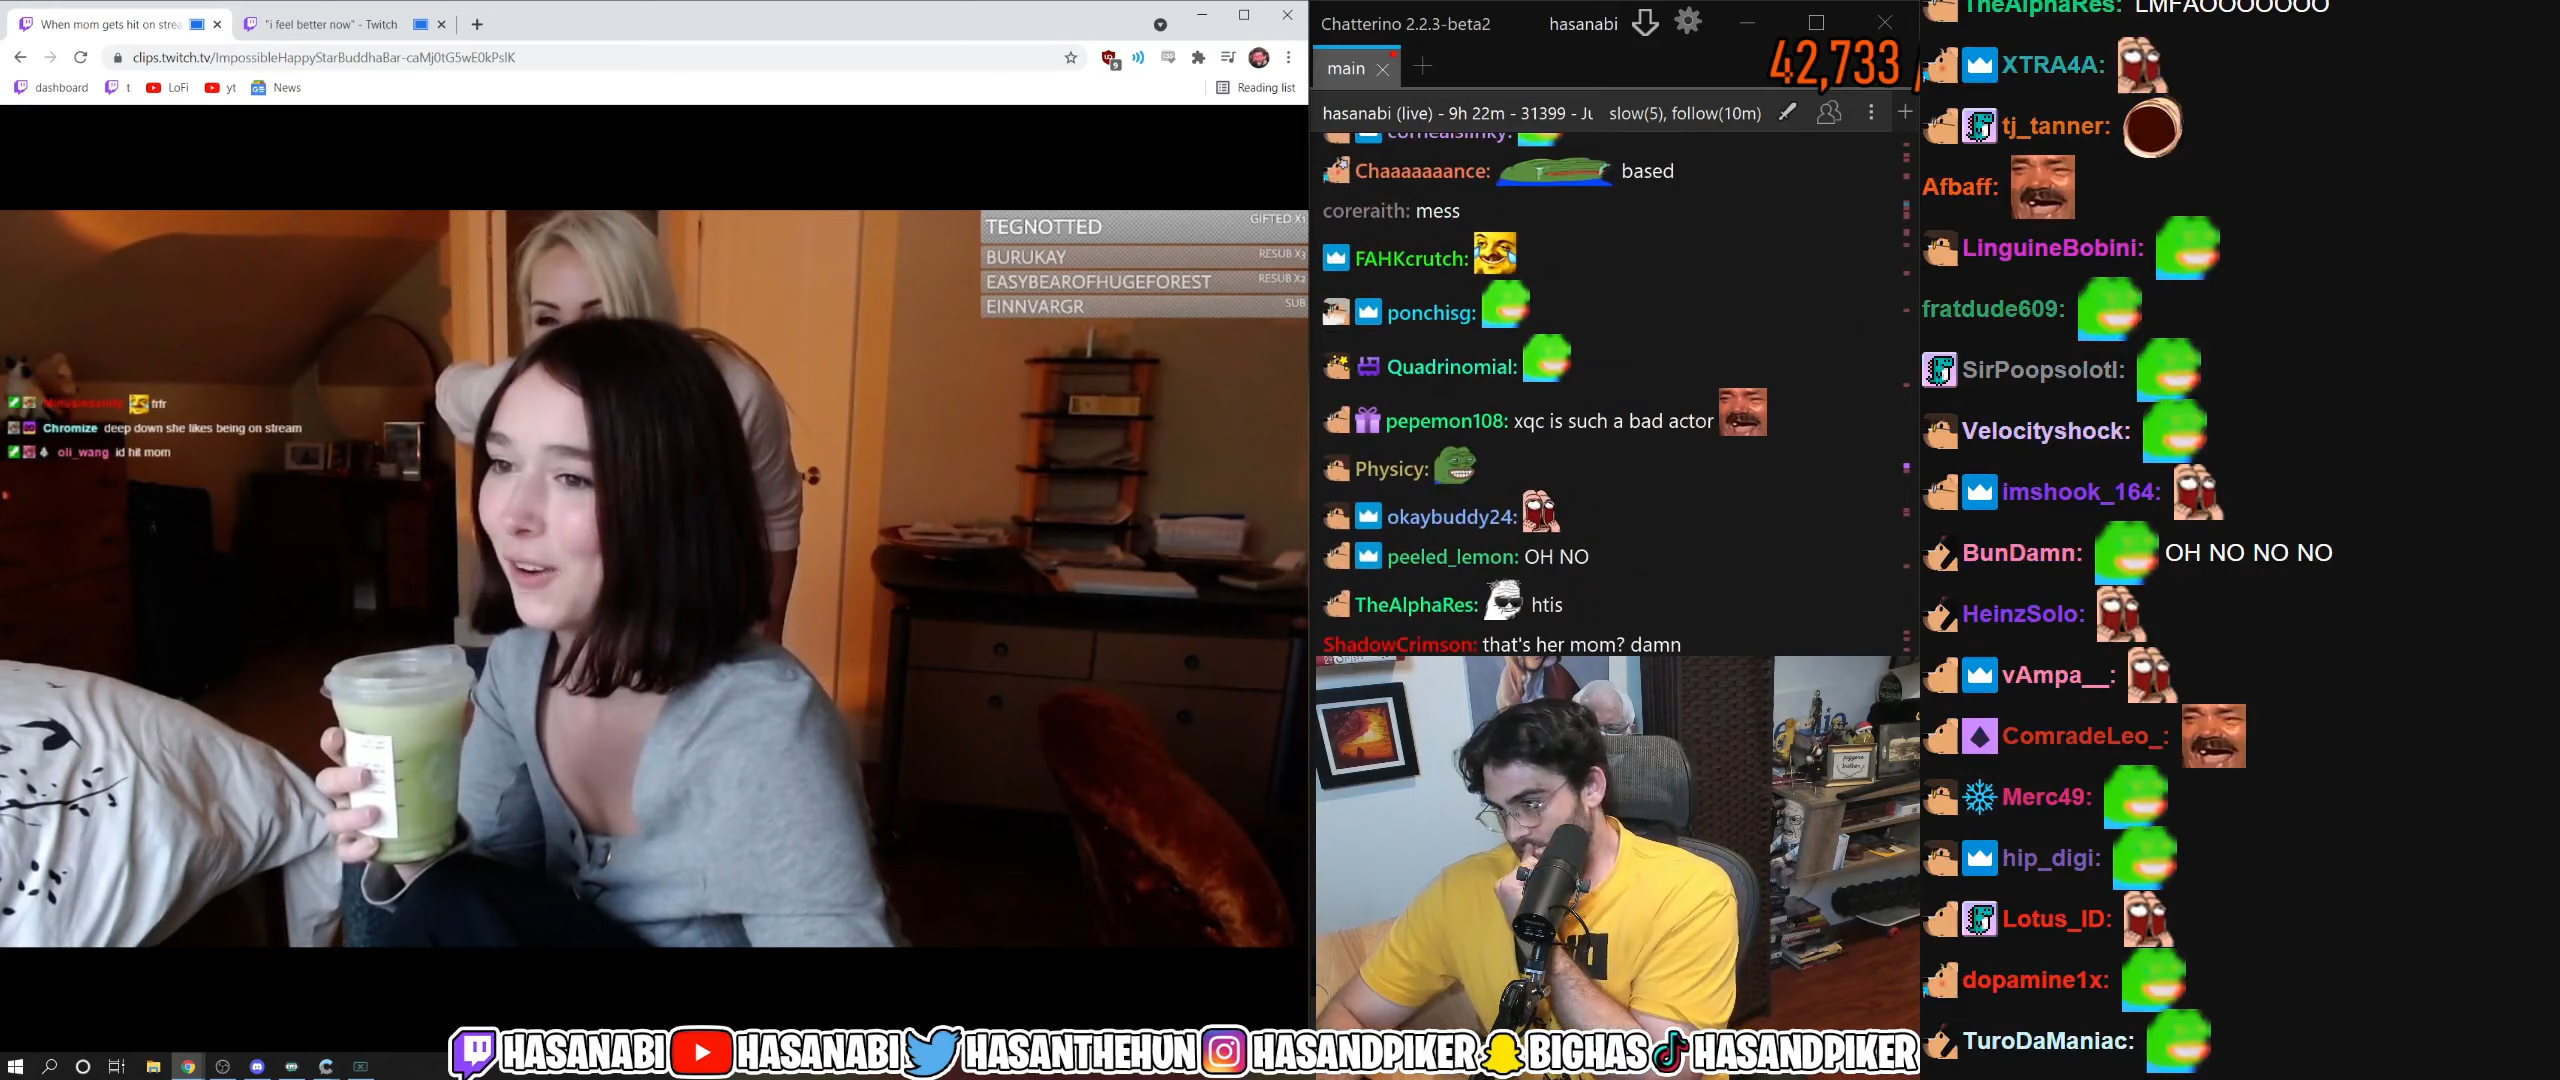 When mom gets hit on strea
"i feel better now" - Twitch
clips.twitch.tv/ImpossibleHappyStarBuddhaBar-caMj0tG5wE0kPslK
dashboard
t
LoFi
yt
News
Reading list
TEGNOTTED GIFTED X1
BURUKAY RESUB X3
EASYBEAROFHUGEFOREST RESUB X2
EINNVARGR SUB
frfr
Chromize deep down she likes being on stream
oli_wang id hit mom
Chatterino 2.2.3-beta2
hasanabi
42,733
main
hasanabi (live) - 9h 22m - 31399 - Ju slow(5), follow(10m)
Chaaaaaaance: based
coreraith: mess
FAHKcrutch:
ponchisg:
Quadrinomial:
pepemon108: xqc is such a bad actor
Physicy:
okaybuddy24:
peeled_lemon: OH NO
TheAlphaRes: htis
ShadowCrimson: that's her mom? damn
TheAlphaRes: LMFAOOOOOOO
XTRA4A:
tj_tanner:
Afbaff:
LinguineBobini:
fratdude609:
SirPoopsolotl:
Velocityshock:
imshook_164:
BunDamn: OH NO NO NO
HeinzSolo:
vAmpa__:
ComradeLeo_:
Merc49:
hip_digi:
Lotus_ID:
dopamine1x:
TuroDaManiac:
HASANABI HASANABI HASANTHEHUN HASANDPIKER BIGHAS HASANDPIKER